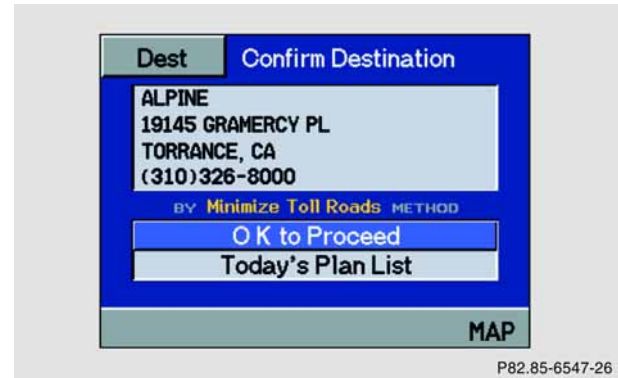 Dest Confirm Destination
ALPINE
19145 GRAMERCY PL
TORRANCE, CA
(310)326-8000
BY Minimize Toll Roads METHOD
OK to Proceed
Today's Plan List
MAP
P82.85-6547-26